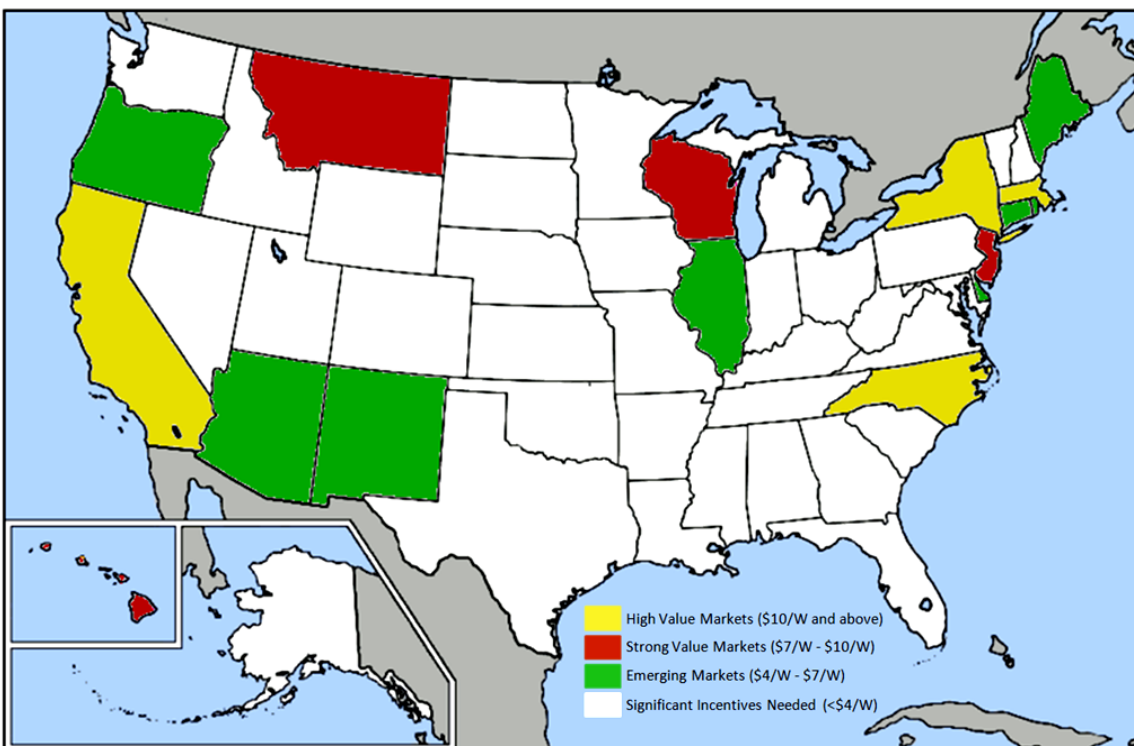 High Value Markets ($10/W and above)
Strong Value Markets ($7/W - $10/W)
Emerging Markets ($4/W - $7/W)
Significant Incentives Needed (<$4/W)